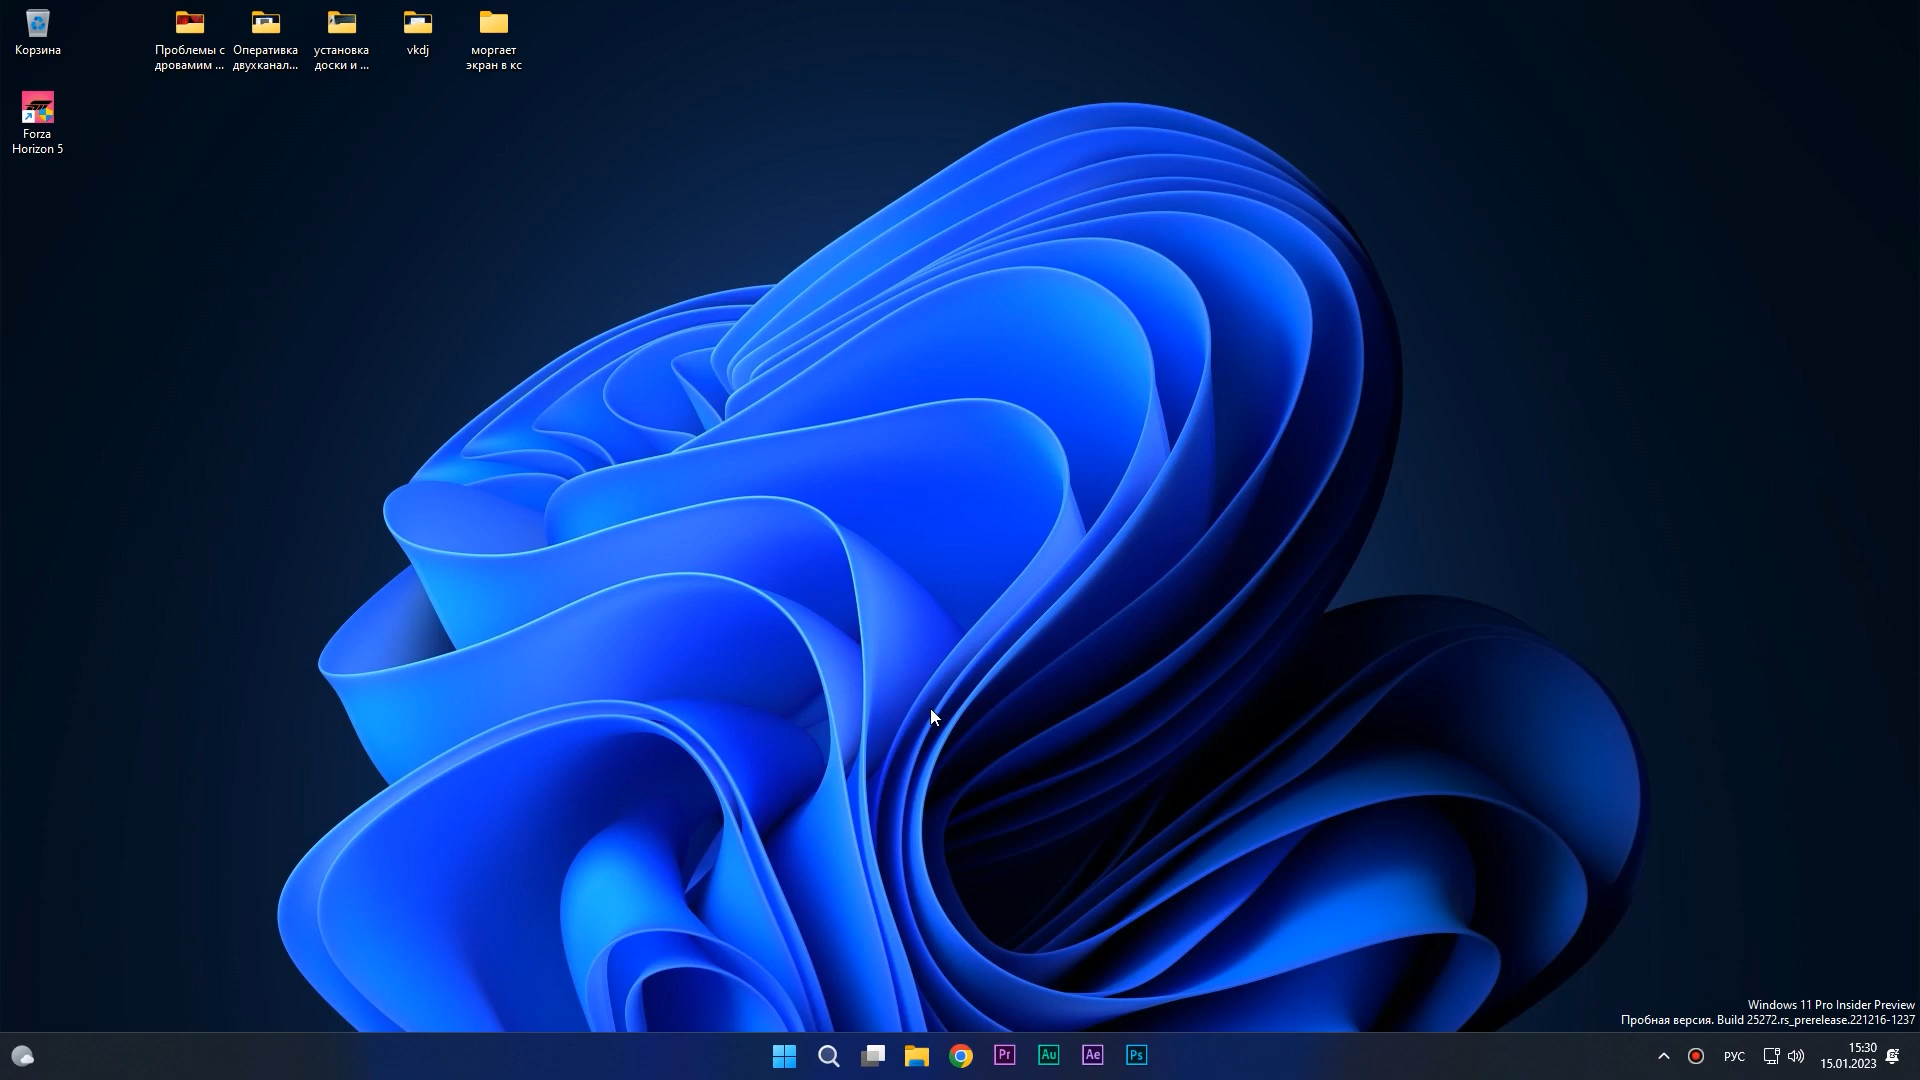 Корзина
Проблемы с
дровамим ...
Оперативка
двухканал...
установка
доски и ...
vkdj
моргает
экран в кс
Forza
Horizon 5
Windows 11 Pro Insider Preview
Пробная версия. Build 25272.rs_prerelease.221216-1237
Pr
Au
Ae
Ps
РУС
15:30
15.01.2023